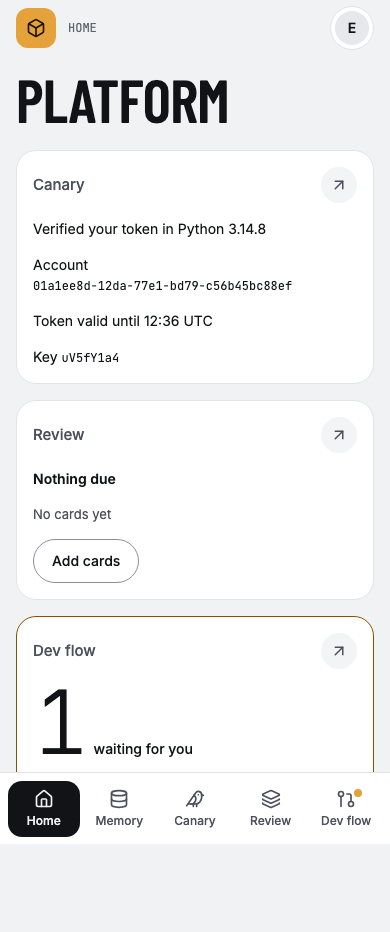 HOME
E
PLATFORM
Canary
Verified your token in Python 3.14.8
Account
01a1ee8d-12da-77e1-bd79-c56b45bc88ef
Token valid until 12:36 UTC
Key uV5fY1a4
Review
Nothing due
No cards yet
Add cards
Dev flow
1 waiting for you
Home
Memory
Canary
Review
Dev flow